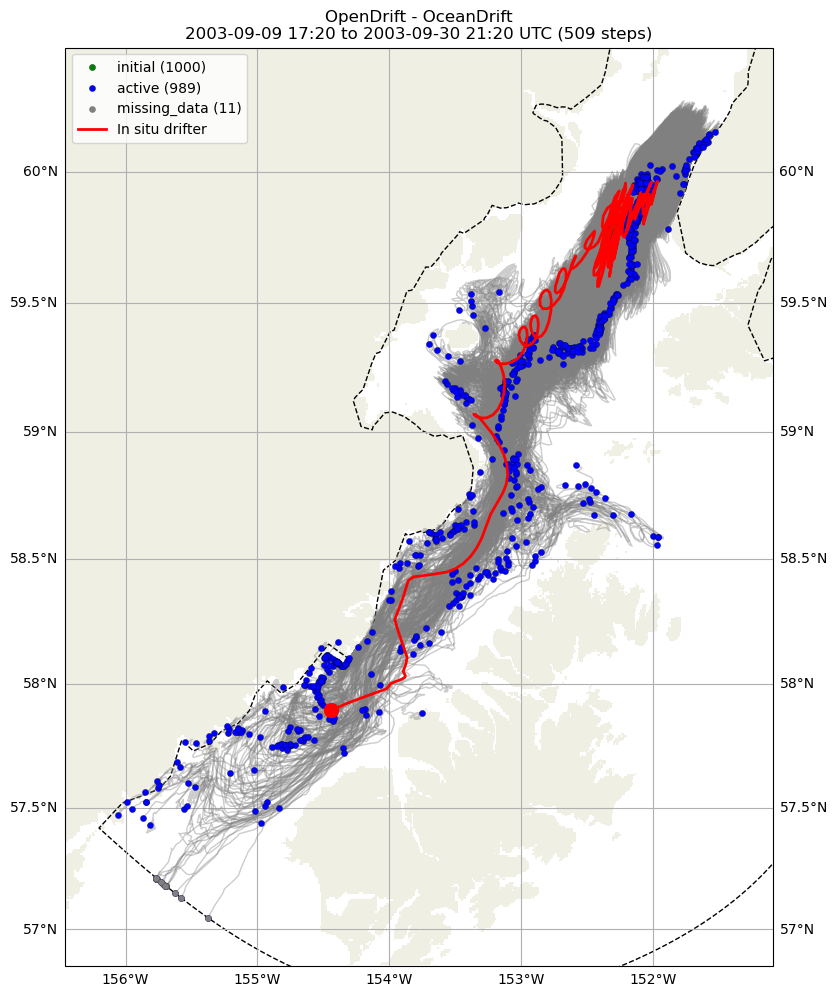 OpenDrift - OceanDrift
2003-09-09 17:20 to 2003-09-30 21:20 UTC (509 steps)
initial (1000)
active (989)
missing_data (11)
In situ drifter
60°N
60°N
59.5°N
59.5°N
59°N
59°N
58.5°N
58.5°N
58°N
58°N
57.5°N
57.5°N
57°N
57°N
156°W
155°W
154°W
153°W
152°W